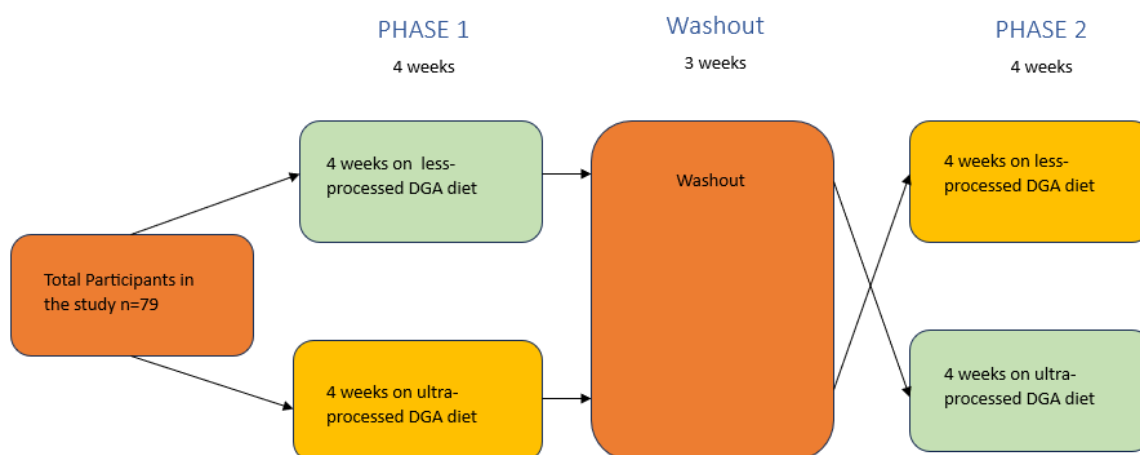 PHASE 1
4 weeks
Washout
3 weeks
PHASE 2
4 weeks
4 weeks on less-
processed DGA diet
Washout
4 weeks on less-
processed DGA diet
Total Participants in
the study n=79
4 weeks on ultra-
processed DGA diet
4 weeks on ultra-
processed DGA diet